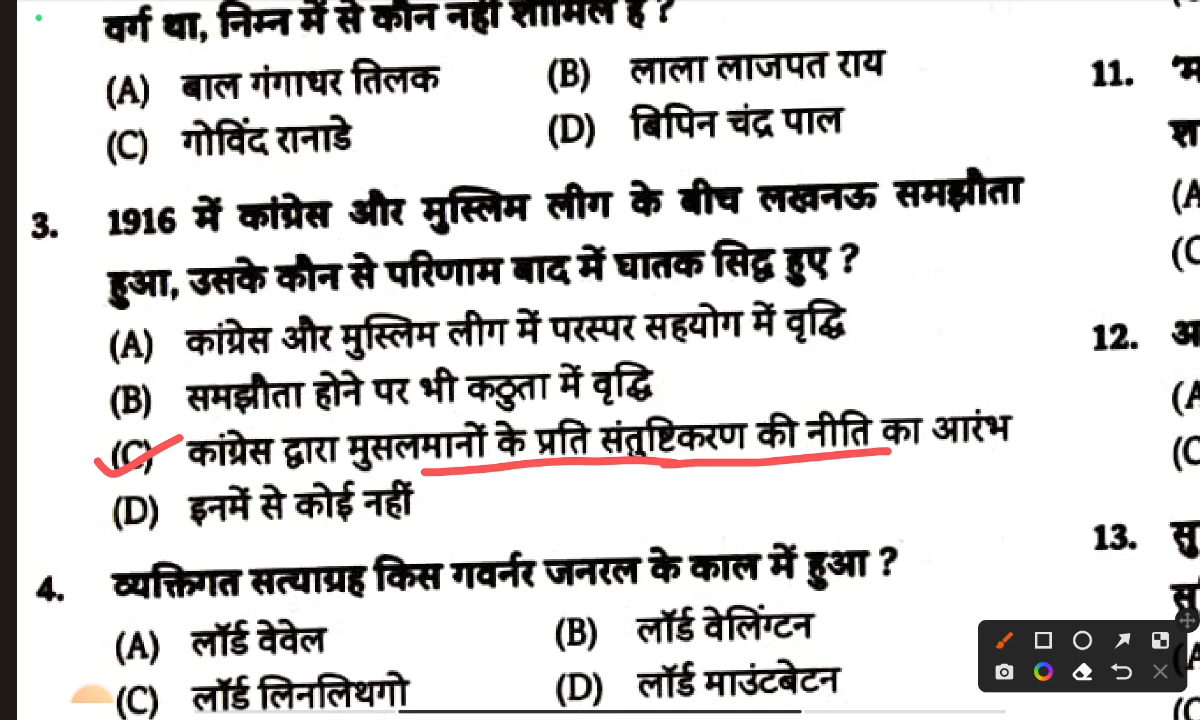 वर्ग था, निम्न में से कौन नहीं शामिल है ?
(A) बाल गंगाधर तिलक (B) लाला लाजपत राय
(C) गोविंद रानाडे (D) बिपिन चंद्र पाल
3. 1916 में कांग्रेस और मुस्लिम लीग के बीच लखनऊ समझौता
हुआ, उसके कौन से परिणाम बाद में घातक सिद्ध हुए ?
(A) कांग्रेस और मुस्लिम लीग में परस्पर सहयोग में वृद्धि
(B) समझौता होने पर भी कठुता में वृद्धि
(C) कांग्रेस द्वारा मुसलमानों के प्रति संतुष्टिकरण की नीति का आरंभ
(D) इनमें से कोई नहीं
4. व्यक्तिगत सत्याग्रह किस गवर्नर जनरल के काल में हुआ ?
(A) लॉर्ड वेवेल (B) लॉर्ड वेलिंग्टन
(C) लॉर्ड लिनलिथगो (D) लॉर्ड माउंटबेटन
11.
12.
13.